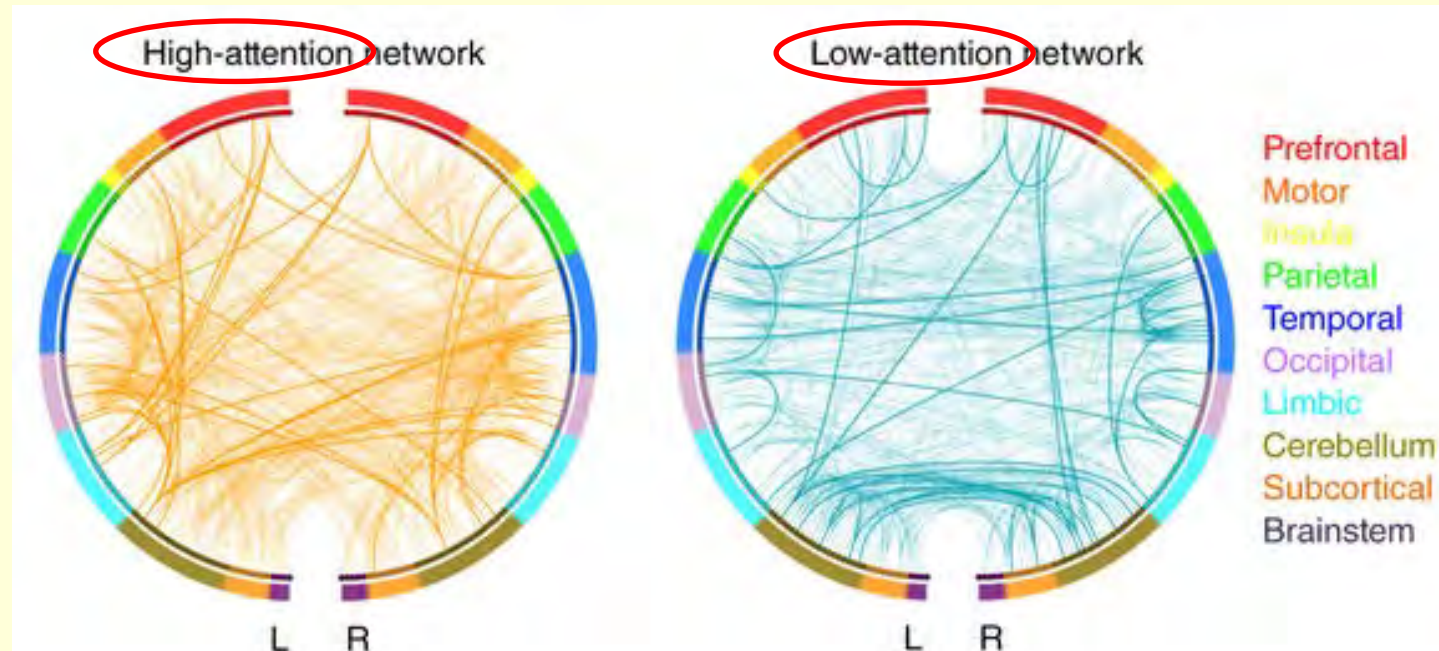 High-attention network
Low-attention network
Prefrontal
Motor
Insula
Parietal
Temporal
Occipital
Limbic
Cerebellum
Subcortical
Brainstem
L R
L R